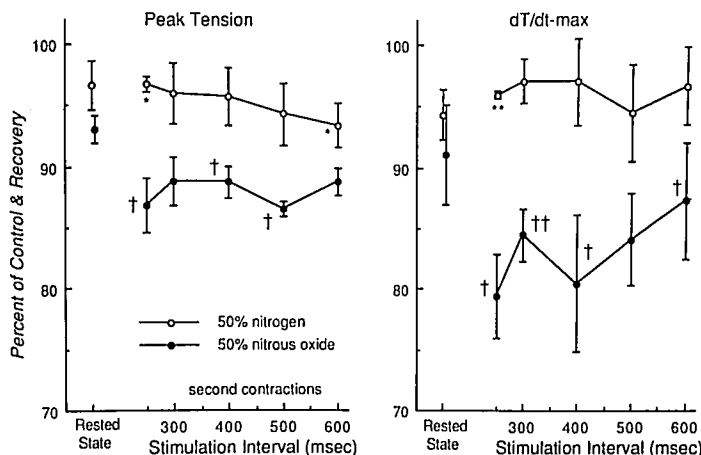 Peak Tension
dT/dt-max
Percent of Control & Recovery
100
90
80
70
*
*
†
†
†
50% nitrogen
50% nitrous oxide
second contractions
Rested
State
300 400 500 600
Stimulation Interval (msec)
100
90
80
70
**
†
††
†
†
Rested
State
300 400 500 600
Stimulation Interval (msec)